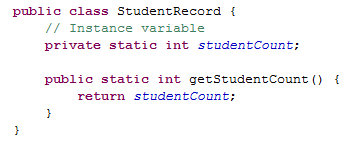 public class StudentRecord {
    // Instance variable
    private static int studentCount;

    public static int getStudentCount() {
        return studentCount;
    }
}